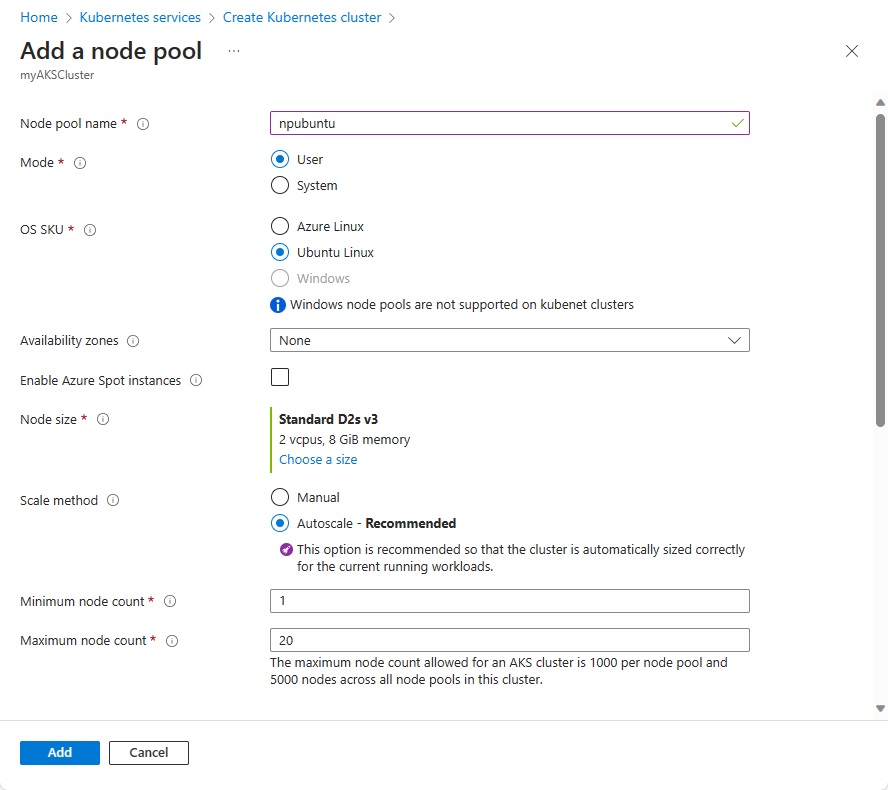 Home > Kubernetes services > Create Kubernetes cluster >
Add a node pool ...
myAKSCluster
Node pool name *
npubuntu
Mode *
User
System
OS SKU *
Azure Linux
Ubuntu Linux
Windows
Windows node pools are not supported on kubenet clusters
Availability zones
None
Enable Azure Spot instances
Node size *
Standard D2s v3
2 vcpus, 8 GiB memory
Choose a size
Scale method
Manual
Autoscale - Recommended
This option is recommended so that the cluster is automatically sized correctly
for the current running workloads.
Minimum node count *
1
Maximum node count *
20
The maximum node count allowed for an AKS cluster is 1000 per node pool and
5000 nodes across all node pools in this cluster.
Add
Cancel